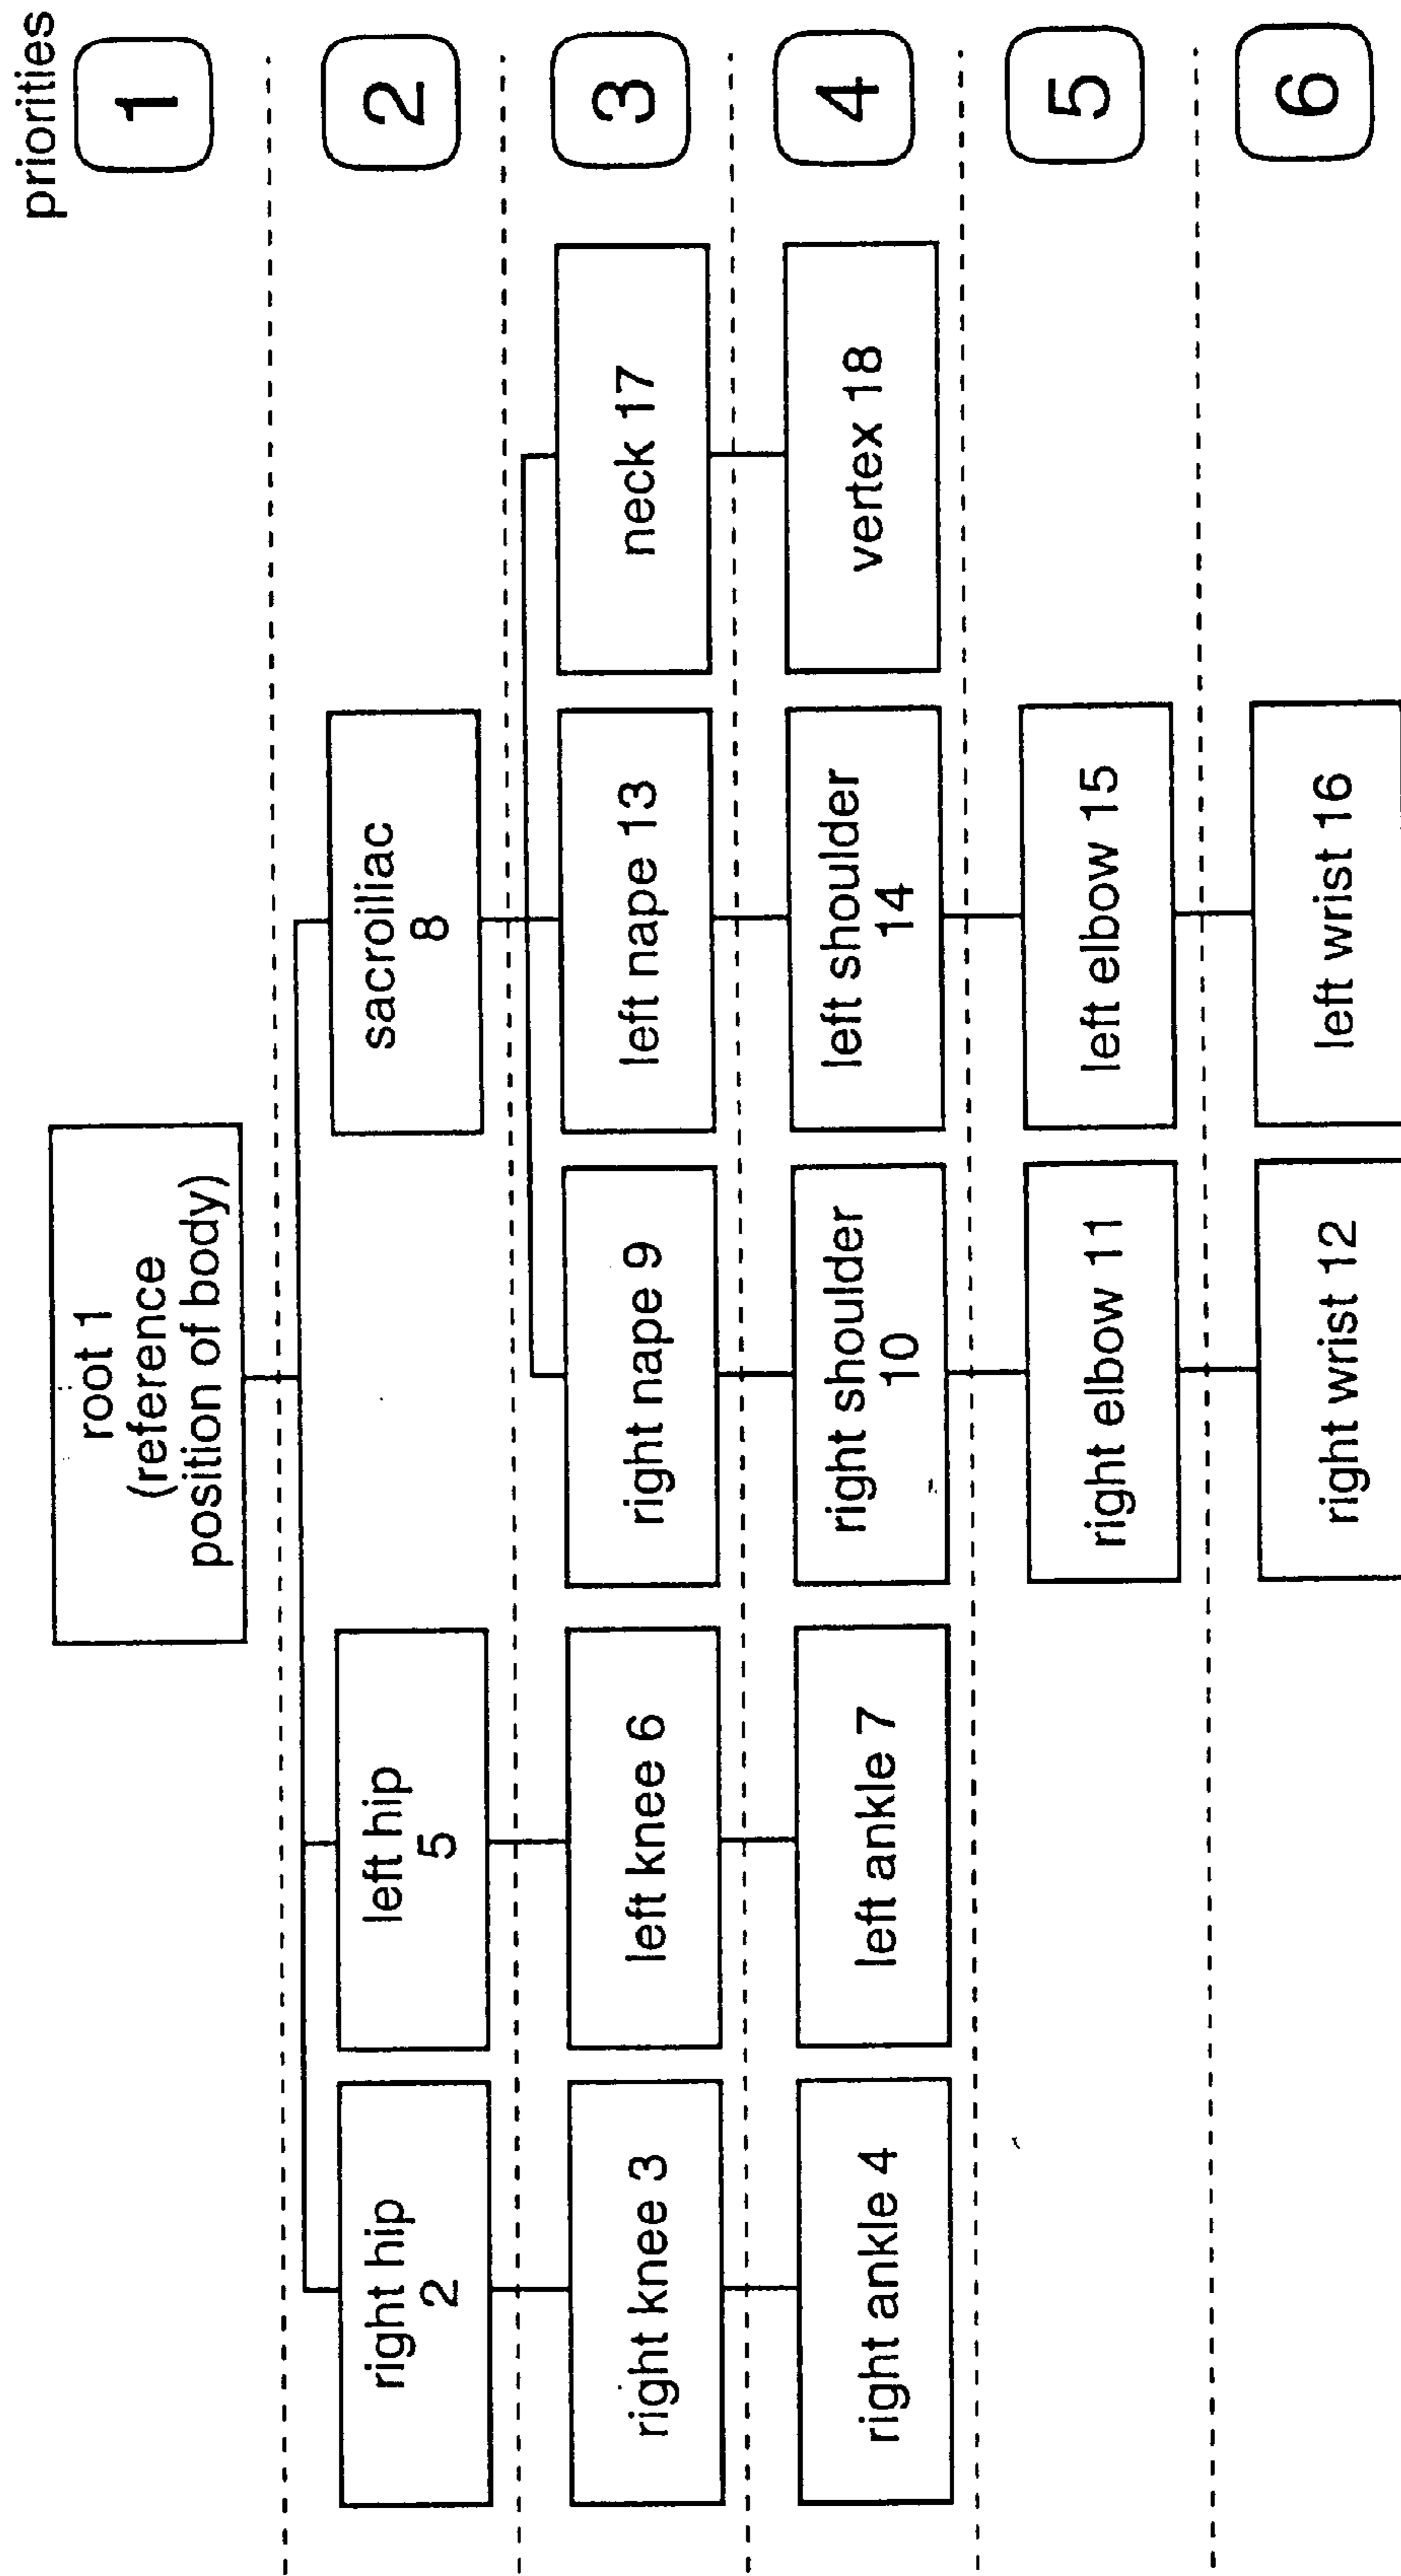 priorities
root 1
(reference
position of body)
1
right hip
2
left hip
5
sacroiliac
8
2
right knee 3
left knee 6
right nape 9
left nape 13
neck 17
3
right ankle 4
left ankle 7
right shoulder
10
left shoulder
14
vertex 18
4
right elbow 11
left elbow 15
5
right wrist 12
left wrist 16
6